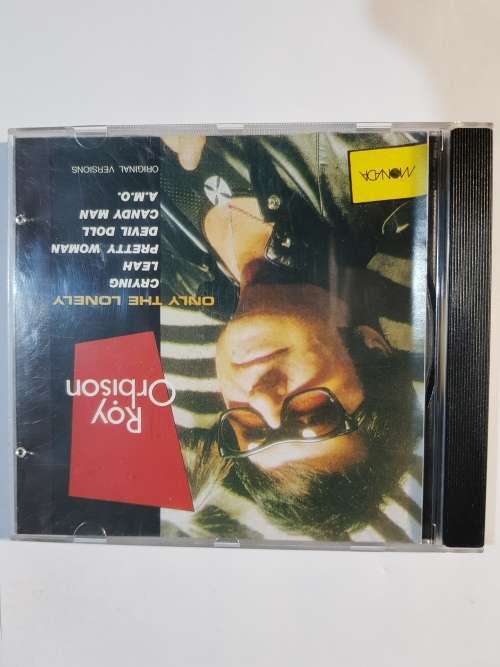 Roy
Orbison
ONLY THE LONELY
CRYING
LEAH
PRETTY WOMAN
DEVIL DOLL
CANDY MAN
A.M.O.
ORIGINAL VERSIONS
MONADA